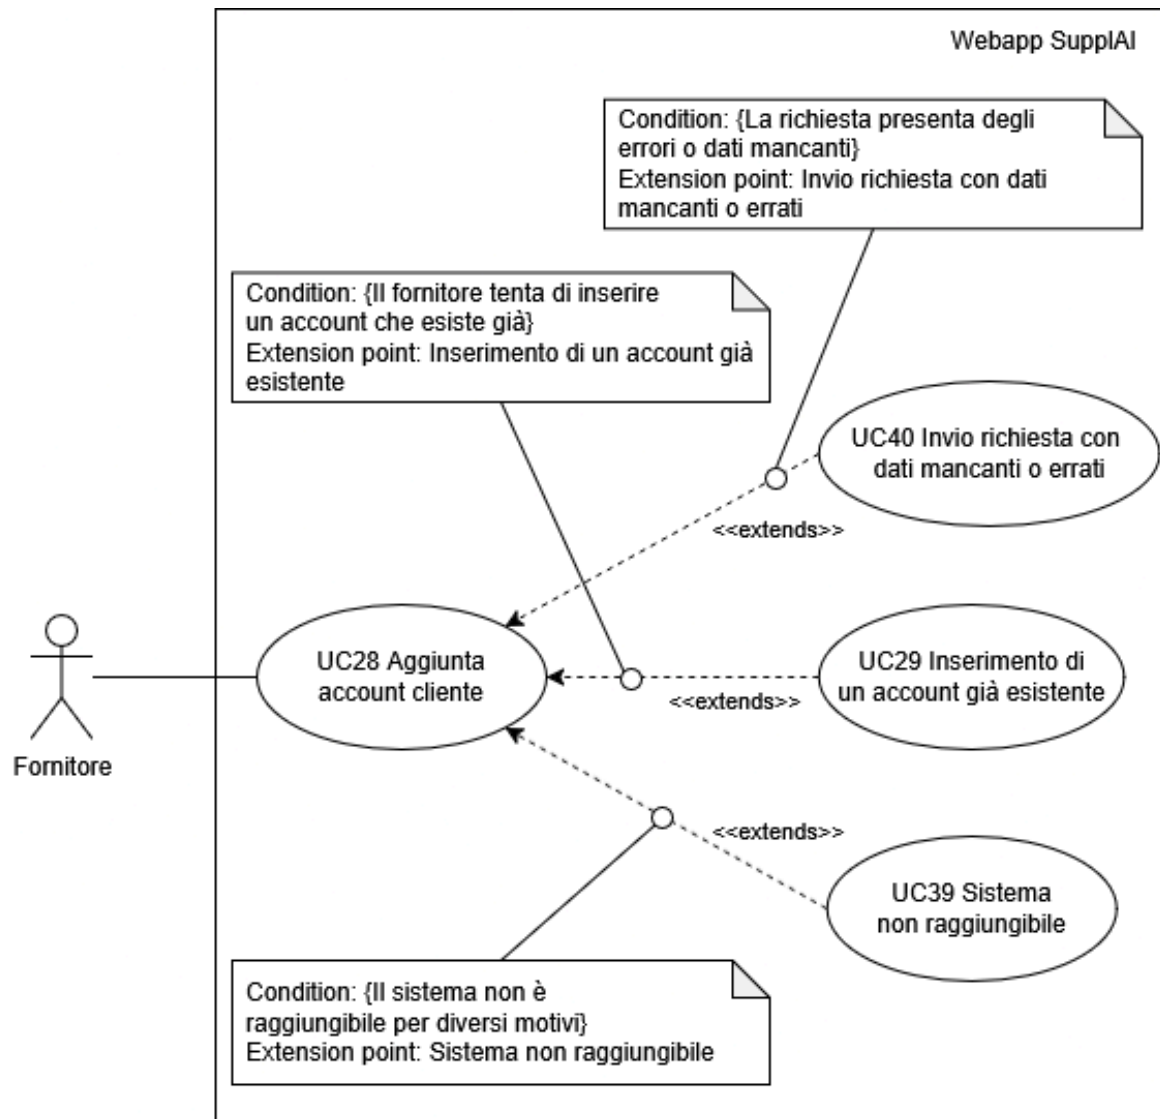 Webapp SupplAI
Condition: {La richiesta presenta degli
errori o dati mancanti}
Extension point: Invio richiesta con dati
mancanti o errati
Condition: {Il fornitore tenta di inserire
un account che esiste già}
Extension point: Inserimento di un account già
esistente
UC40 Invio richiesta con
dati mancanti o errati
<<extends>>
UC28 Aggiunta
account cliente
UC29 Inserimento di
un account già esistente
<<extends>>
Fornitore
<<extends>>
UC39 Sistema
non raggiungibile
Condition: {Il sistema non è
raggiungibile per diversi motivi}
Extension point: Sistema non raggiungibile